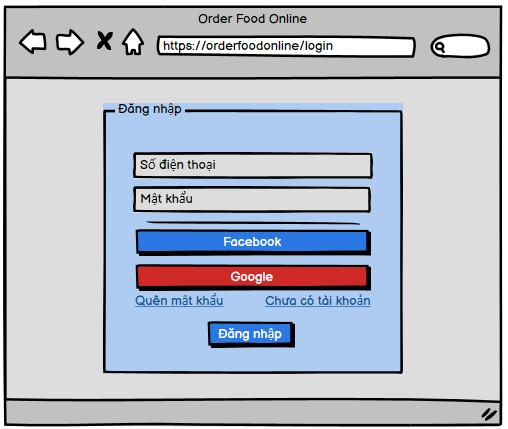 Order Food Online
https://orderfoodonline/login
Đăng nhập
Số điện thoại
Mật khẩu
Facebook
Google
Quên mật khẩu Chưa có tài khoản
Đăng nhập